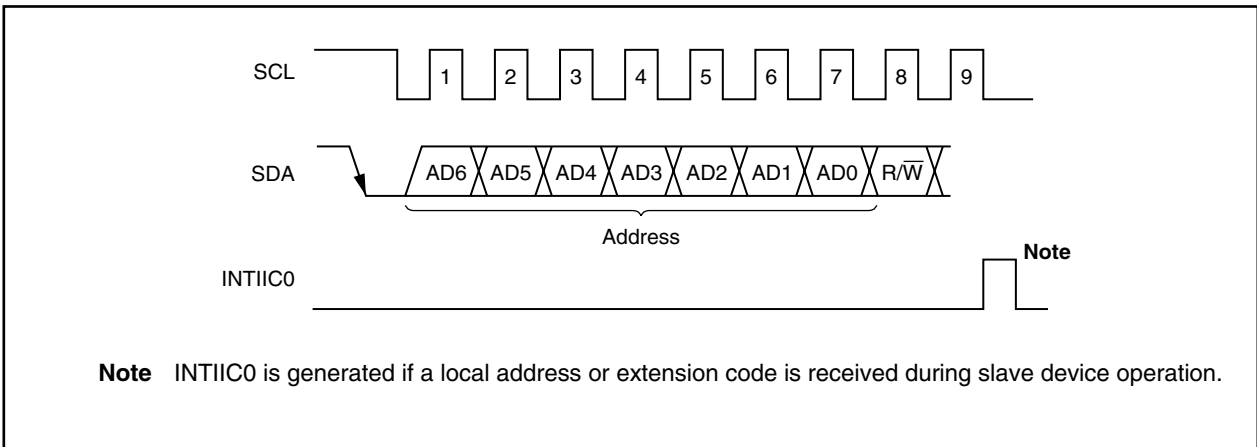 SCL 1 2 3 4 5 6 7 8 9
SDA AD6 AD5 AD4 AD3 AD2 AD1 AD0 R/W̅
Address
INTIIC0 Note
Note INTIIC0 is generated if a local address or extension code is received during slave device operation.